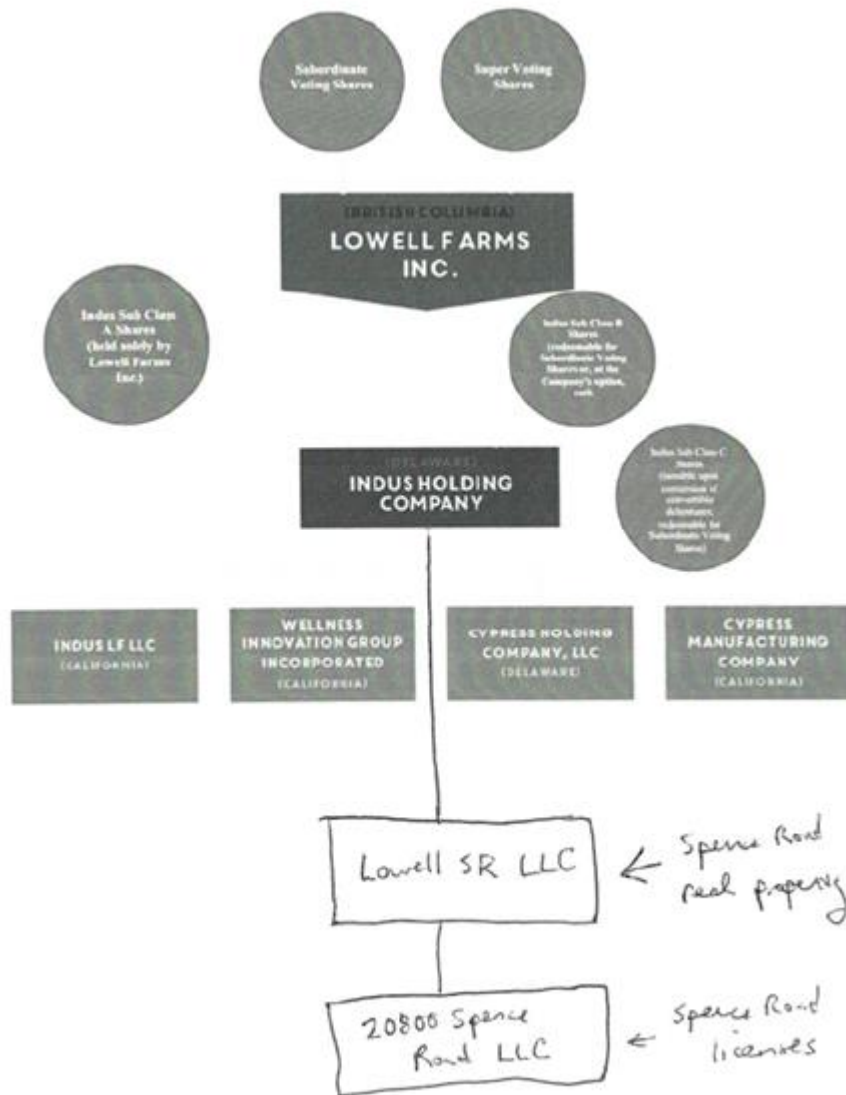 Subordinate
Voting Shares
Super Voting
Shares
(BRITISH COLUMBIA)
LOWELL FARMS
INC.
Indus Sub Class
A Shares
(held solely by
Lowell Farms
Inc.)
Indus Sub Class B
Shares
(redeemable for
Subordinate Voting
Shares or, at the
Company's option,
cash
(DELAWARE)
INDUS HOLDING
COMPANY
Indus Sub Class C
Shares
(issuable upon
conversion of
convertible
debentures;
redeemable for
Subordinate Voting
Shares)
INDUS LF LLC
(CALIFORNIA)
WELLNESS
INNOVATION GROUP
INCORPORATED
(CALIFORNIA)
CYPRESS HOLDING
COMPANY, LLC
(DELAWARE)
CYPRESS
MANUFACTURING
COMPANY
(CALIFORNIA)
Lowell SR LLC
Spence Road
real property
20800 Spence
Road LLC
Spence Road
licenses